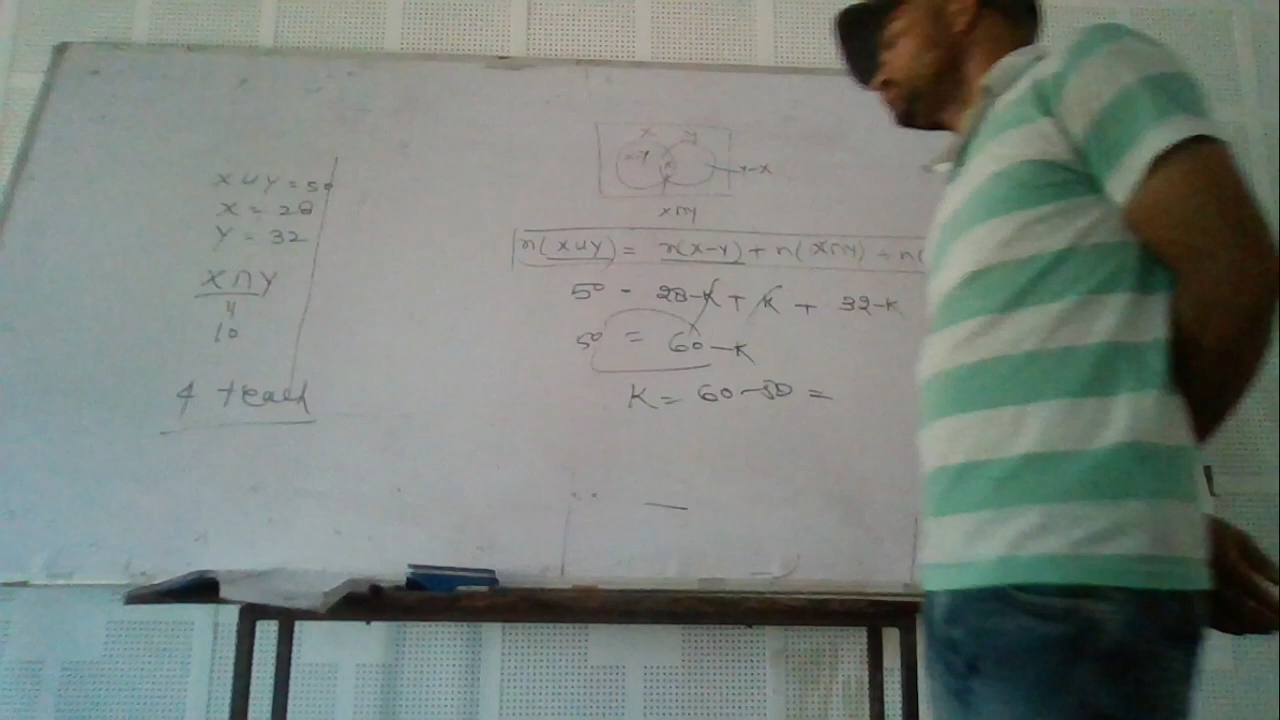 X ∪ Y = 50
X = 28
Y = 32
X ∩ Y
4
10
4 teach
X Y
X-Y K Y-X
X∩Y
n(X∪Y) = n(X-Y) + n(X∩Y) + n(
50 = 28-K + K + 32-K
50 = 60-K
K = 60-50 =